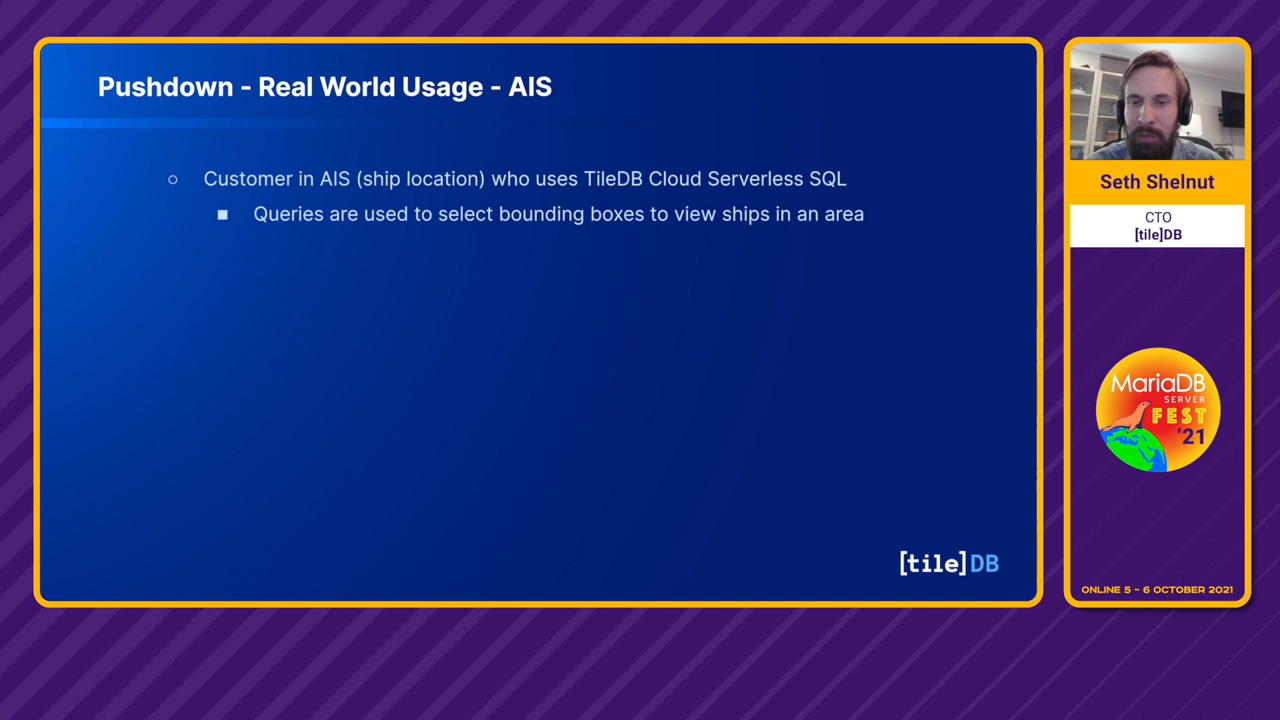 Pushdown - Real World Usage - AIS
Customer in AIS (ship location) who uses TileDB Cloud Serverless SQL
Queries are used to select bounding boxes to view ships in an area
[tile]DB
Seth Shelnut
CTO
[tile]DB
MariaDB
SERVER
FEST
'21
ONLINE 5 - 6 OCTOBER 2021